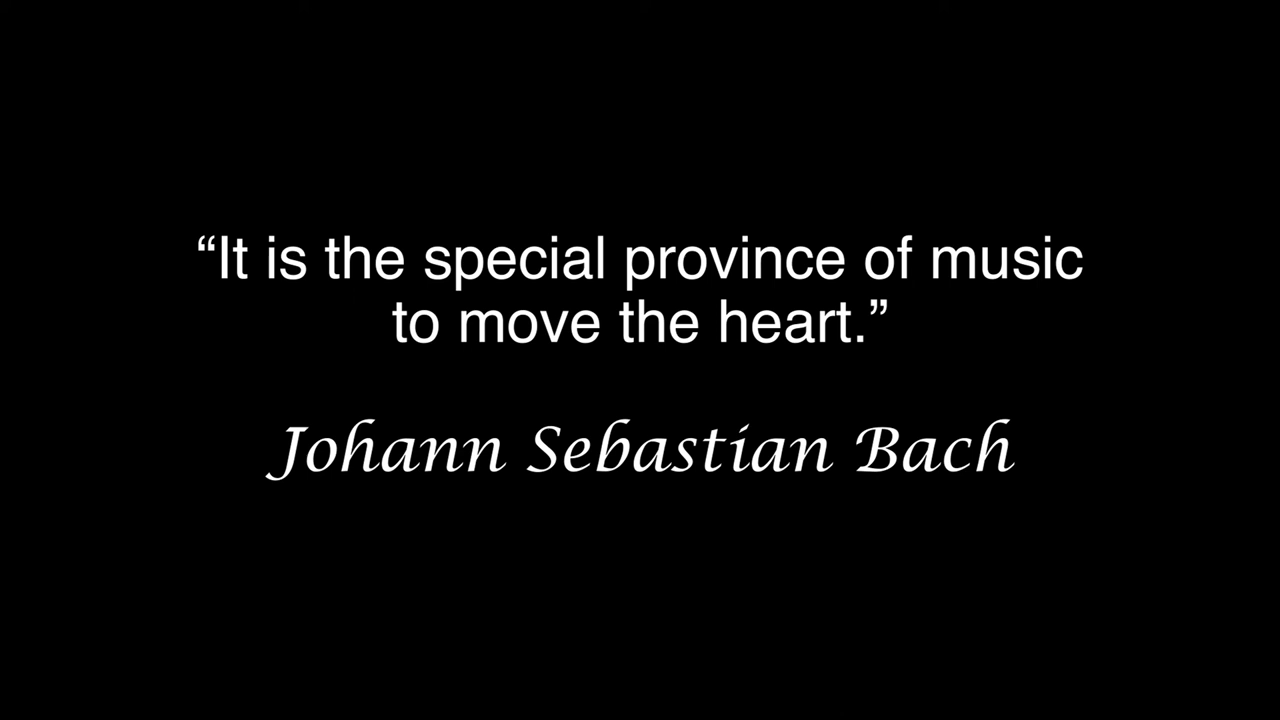 “It is the special province of music
to move the heart.”
Johann Sebastian Bach